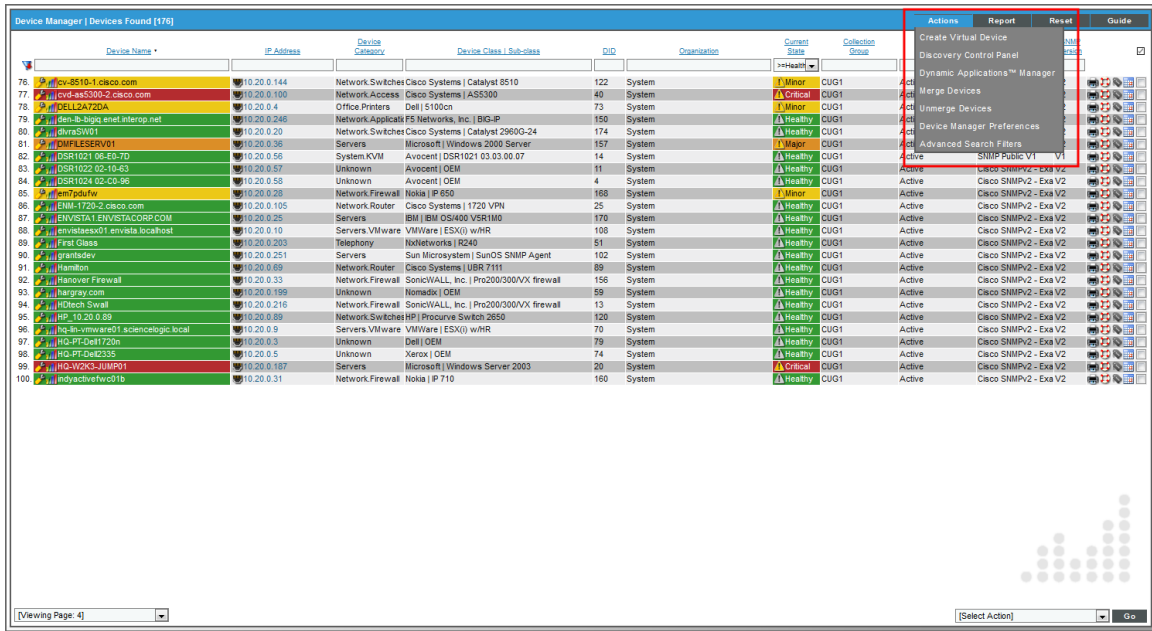 Device Manager | Devices Found [176]
Actions Report Reset Guide
Create Virtual Device
Discovery Control Panel
Dynamic Applications™ Manager
Merge Devices
Unmerge Devices
Device Manager Preferences
Advanced Search Filters
Device Name • IP Address Device Category Device Class | Sub-class DID Organization Current State Collection Group
>=Health
76. cv-8510-1.cisco.com 10.20.0.144 Network.Switches Cisco Systems | Catalyst 8510 122 System Minor CUG1
77. cvd-as5300-2.cisco.com 10.20.0.100 Network.Access Cisco Systems | AS5300 40 System Critical CUG1
78. DELL2A72DA 10.20.0.4 Office.Printers Dell | 5100cn 73 System Minor CUG1
79. den-lb-bigiq.enet.interop.net 10.20.0.246 Network.Applicatic F5 Networks, Inc. | BIG-IP 150 System Healthy CUG1
80. dlvraSW01 10.20.0.20 Network.Switches Cisco Systems | Catalyst 2960G-24 174 System Healthy CUG1
81. DMFILESERV01 10.20.0.36 Servers Microsoft | Windows 2000 Server 157 System Major CUG1
82. DSR1021 06-E0-7D 10.20.0.56 System.KVM Avocent | DSR1021 03.03.00.07 14 System Healthy CUG1 Active SNMP Public V1 V1
83. DSR1022 02-10-63 10.20.0.57 Unknown Avocent | OEM 11 System Healthy CUG1 Active Cisco SNMPv2 - Exa V2
84. DSR1024 02-C0-96 10.20.0.58 Unknown Avocent | OEM 4 System Healthy CUG1 Active Cisco SNMPv2 - Exa V2
85. em7pdufw 10.20.0.28 Network.Firewall Nokia | IP 650 168 System Minor CUG1 Active Cisco SNMPv2 - Exa V2
86. ENM-1720-2.cisco.com 10.20.0.105 Network.Router Cisco Systems | 1720 VPN 25 System Healthy CUG1 Active Cisco SNMPv2 - Exa V2
87. ENVISTA1.ENVISTACORP.COM 10.20.0.25 Servers IBM | IBM OS/400 V5R1M0 170 System Healthy CUG1 Active Cisco SNMPv2 - Exa V2
88. envistaesx01.envista.localhost 10.20.0.10 Servers.VMware VMWare | ESX(i) w/HR 108 System Healthy CUG1 Active Cisco SNMPv2 - Exa V2
89. First Glass 10.20.0.203 Telephony NxNetworks | R240 51 System Healthy CUG1 Active Cisco SNMPv2 - Exa V2
90. grantsdev 10.20.0.251 Servers Sun Microsystem | SunOS SNMP Agent 102 System Healthy CUG1 Active Cisco SNMPv2 - Exa V2
91. Hamilton 10.20.0.69 Network.Router Cisco Systems | UBR 7111 89 System Healthy CUG1 Active Cisco SNMPv2 - Exa V2
92. Hanover Firewall 10.20.0.33 Network.Firewall SonicWALL, Inc. | Pro200/300/VX firewall 156 System Healthy CUG1 Active Cisco SNMPv2 - Exa V2
93. hargray.com 10.20.0.199 Unknown Nomadix | OEM 59 System Healthy CUG1 Active Cisco SNMPv2 - Exa V2
94. HDtech Swall 10.20.0.216 Network.Firewall SonicWALL, Inc. | Pro200/300/VX firewall 13 System Healthy CUG1 Active Cisco SNMPv2 - Exa V2
95. HP_10.20.0.89 10.20.0.89 Network.Switches HP | Procurve Switch 2650 120 System Healthy CUG1 Active Cisco SNMPv2 - Exa V2
96. hq-lin-vmware01.sciencelogic.local 10.20.0.9 Servers.VMware VMWare | ESX(i) w/HR 70 System Healthy CUG1 Active Cisco SNMPv2 - Exa V2
97. HQ-PT-Dell1720n 10.20.0.3 Unknown Dell | OEM 79 System Healthy CUG1 Active Cisco SNMPv2 - Exa V2
98. HQ-PT-Dell2335 10.20.0.5 Unknown Xerox | OEM 74 System Healthy CUG1 Active Cisco SNMPv2 - Exa V2
99. HQ-W2K3-JUMP01 10.20.0.187 Servers Microsoft | Windows Server 2003 20 System Critical CUG1 Active Cisco SNMPv2 - Exa V2
100. indyactivefwc01b 10.20.0.31 Network.Firewall Nokia | IP 710 160 System Healthy CUG1 Active Cisco SNMPv2 - Exa V2
[Viewing Page: 4] [Select Action] Go